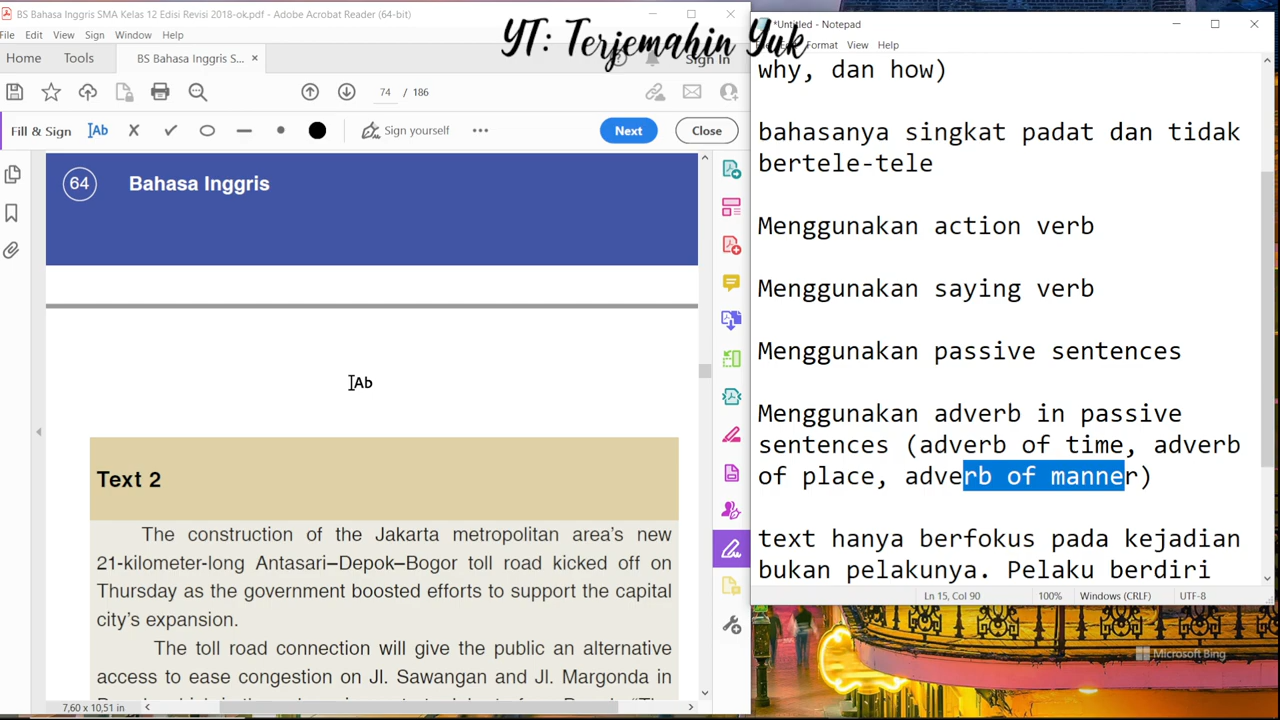 BS Bahasa Inggris SMA Kelas 12 Edisi Revisi 2018-ok.pdf - Adobe Acrobat Reader (64-bit)
File Edit View Sign Window Help
Home Tools BS Bahasa Inggris S... × Sign In
74 / 186
Fill & Sign Ab Sign yourself Next Close
64 Bahasa Inggris
Ab
Text 2
The construction of the Jakarta metropolitan area's new
21-kilometer-long Antasari–Depok–Bogor toll road kicked off on
Thursday as the government boosted efforts to support the capital
city's expansion.
The toll road connection will give the public an alternative
access to ease congestion on Jl. Sawangan and Jl. Margonda in
7,60 x 10,51 in
YT: Terjemahin Yuk
*Untitled - Notepad
Format View Help
why, dan how)
bahasanya singkat padat dan tidak
bertele-tele
Menggunakan action verb
Menggunakan saying verb
Menggunakan passive sentences
Menggunakan adverb in passive
sentences (adverb of time, adverb
of place, adverb of manner)
text hanya berfokus pada kejadian
bukan pelakunya. Pelaku berdiri
Ln 15, Col 90 100% Windows (CRLF) UTF-8
Microsoft Bing